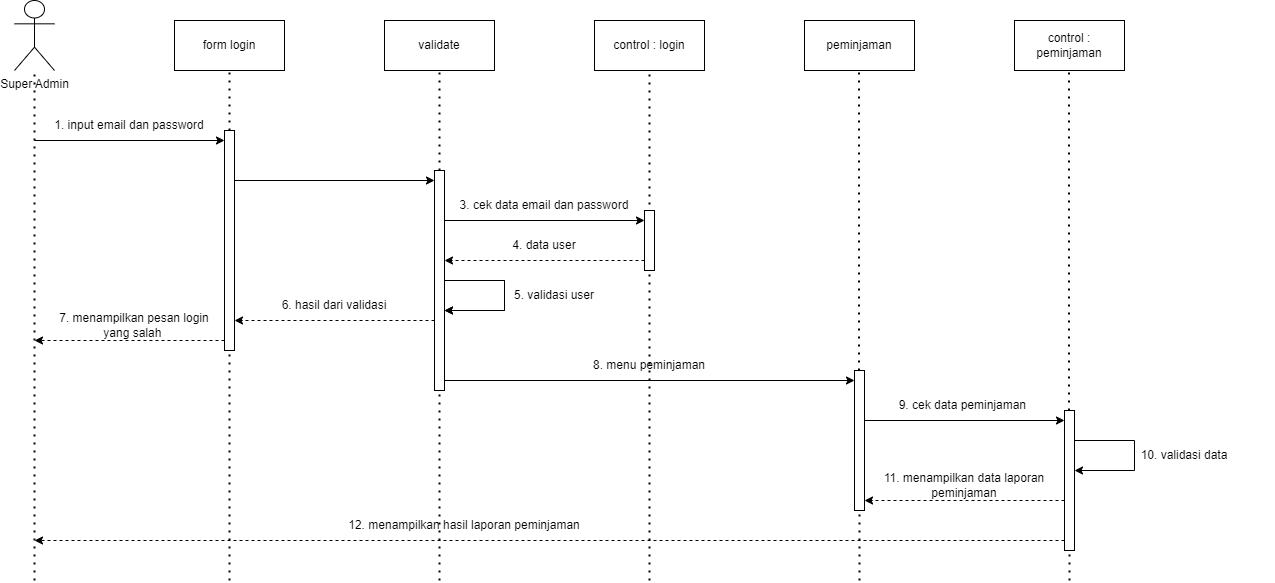 form login
validate
control : login
peminjaman
control :
peminjaman
Super Admin
1. input email dan password
3. cek data email dan password
4. data user
5. validasi user
6. hasil dari validasi
7. menampilkan pesan login
yang salah
8. menu peminjaman
9. cek data peminjaman
10. validasi data
11. menampilkan data laporan
peminjaman
12. menampilkan hasil laporan peminjaman